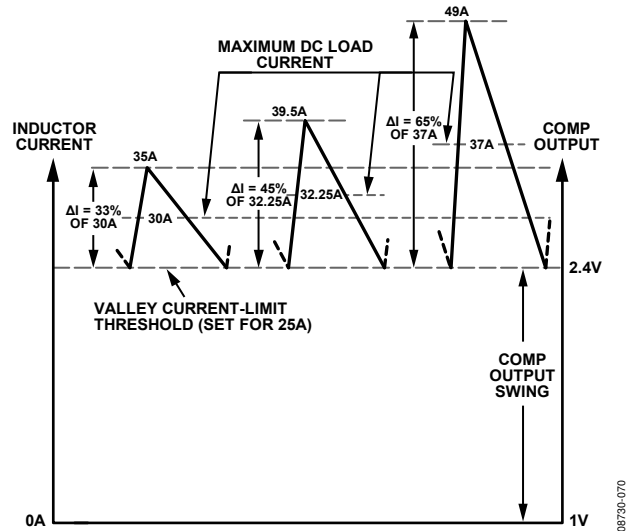 49A
MAXIMUM DC LOAD
CURRENT
39.5A
INDUCTOR
CURRENT
ΔI = 65%
OF 37A
37A
COMP
OUTPUT
35A
ΔI = 33%
OF 30A
30A
ΔI = 45%
OF 32.25A
32.25A
2.4V
VALLEY CURRENT-LIMIT
THRESHOLD (SET FOR 25A)
COMP
OUTPUT
SWING
0A
1V
08730-070